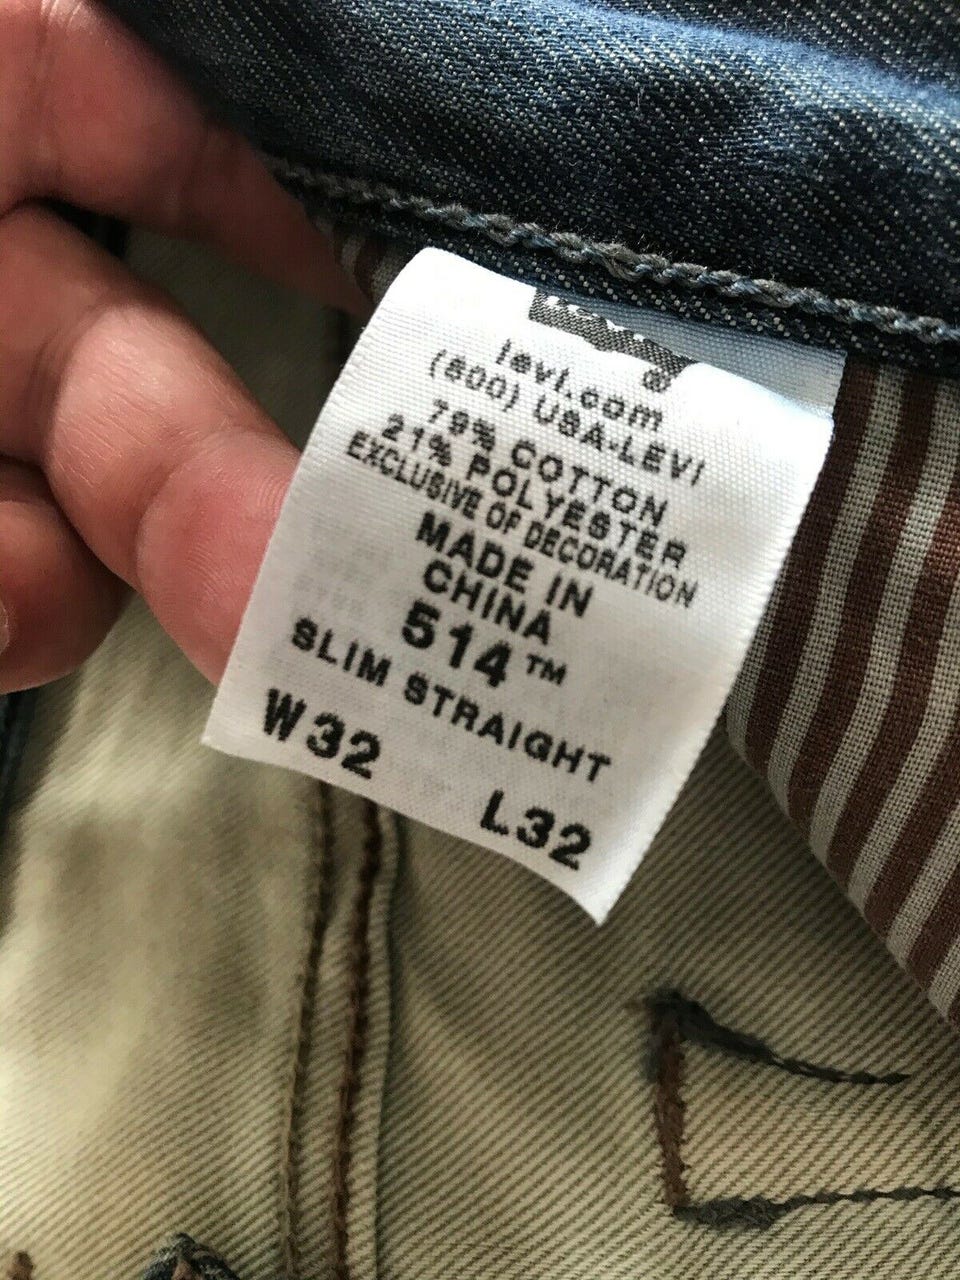 levi.com
(800) USA-LEVI
79% COTTON
21% POLYESTER
EXCLUSIVE OF DECORATION
MADE IN
CHINA
514™
SLIM STRAIGHT
W32 L32